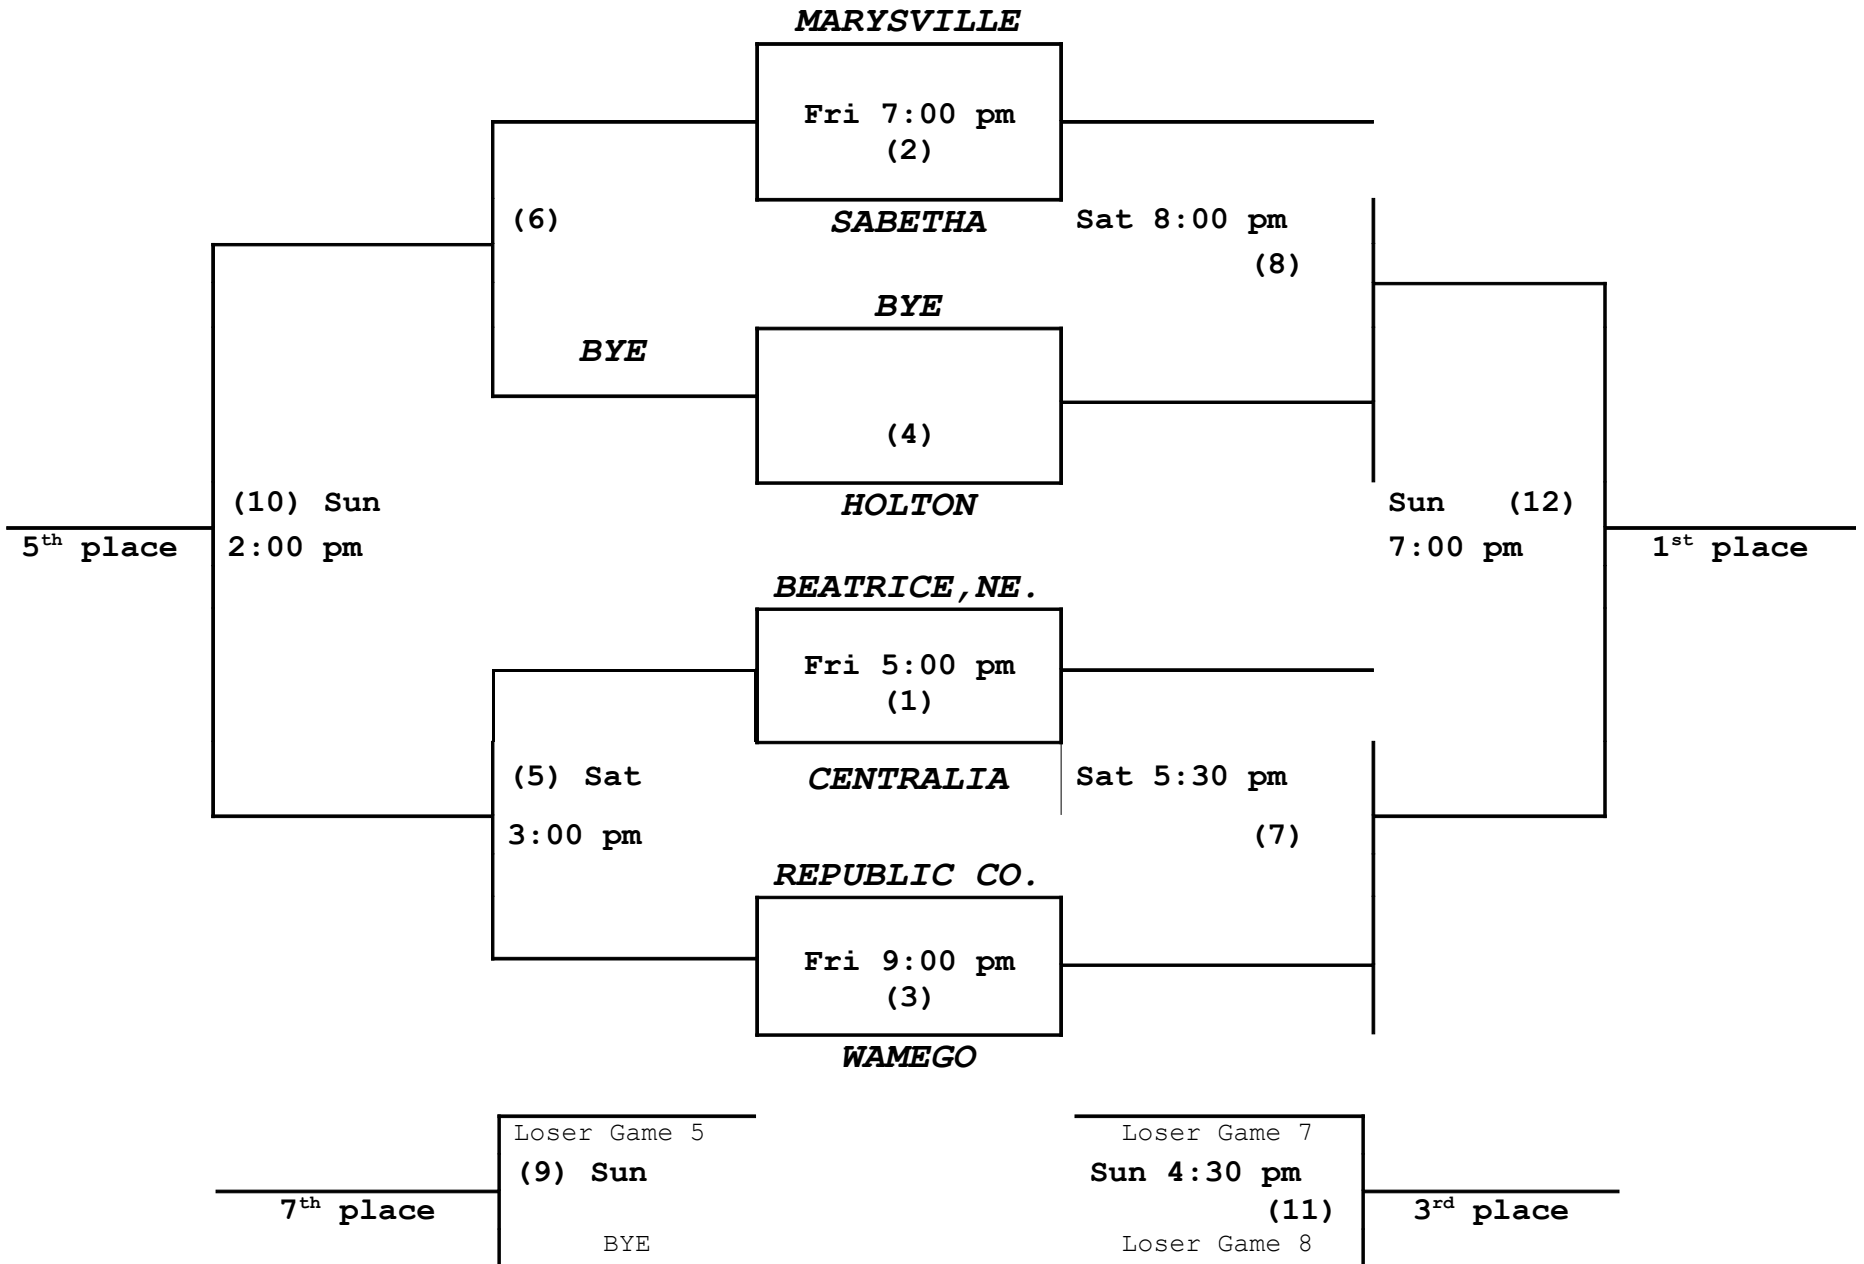 MARYSVILLE
Fri 7:00 pm
(2)
(6)
SABETHA
Sat 8:00 pm
(8)
BYE
BYE
(4)
HOLTON
(10) Sun
2:00 pm
5th place
Sun (12)
7:00 pm
1st place
BEATRICE,NE.
Fri 5:00 pm
(1)
(5) Sat
3:00 pm
CENTRALIA
Sat 5:30 pm
(7)
REPUBLIC CO.
Fri 9:00 pm
(3)
WAMEGO
Loser Game 5
(9) Sun
7th place
BYE
Loser Game 7
Sun 4:30 pm
(11)
3rd place
Loser Game 8